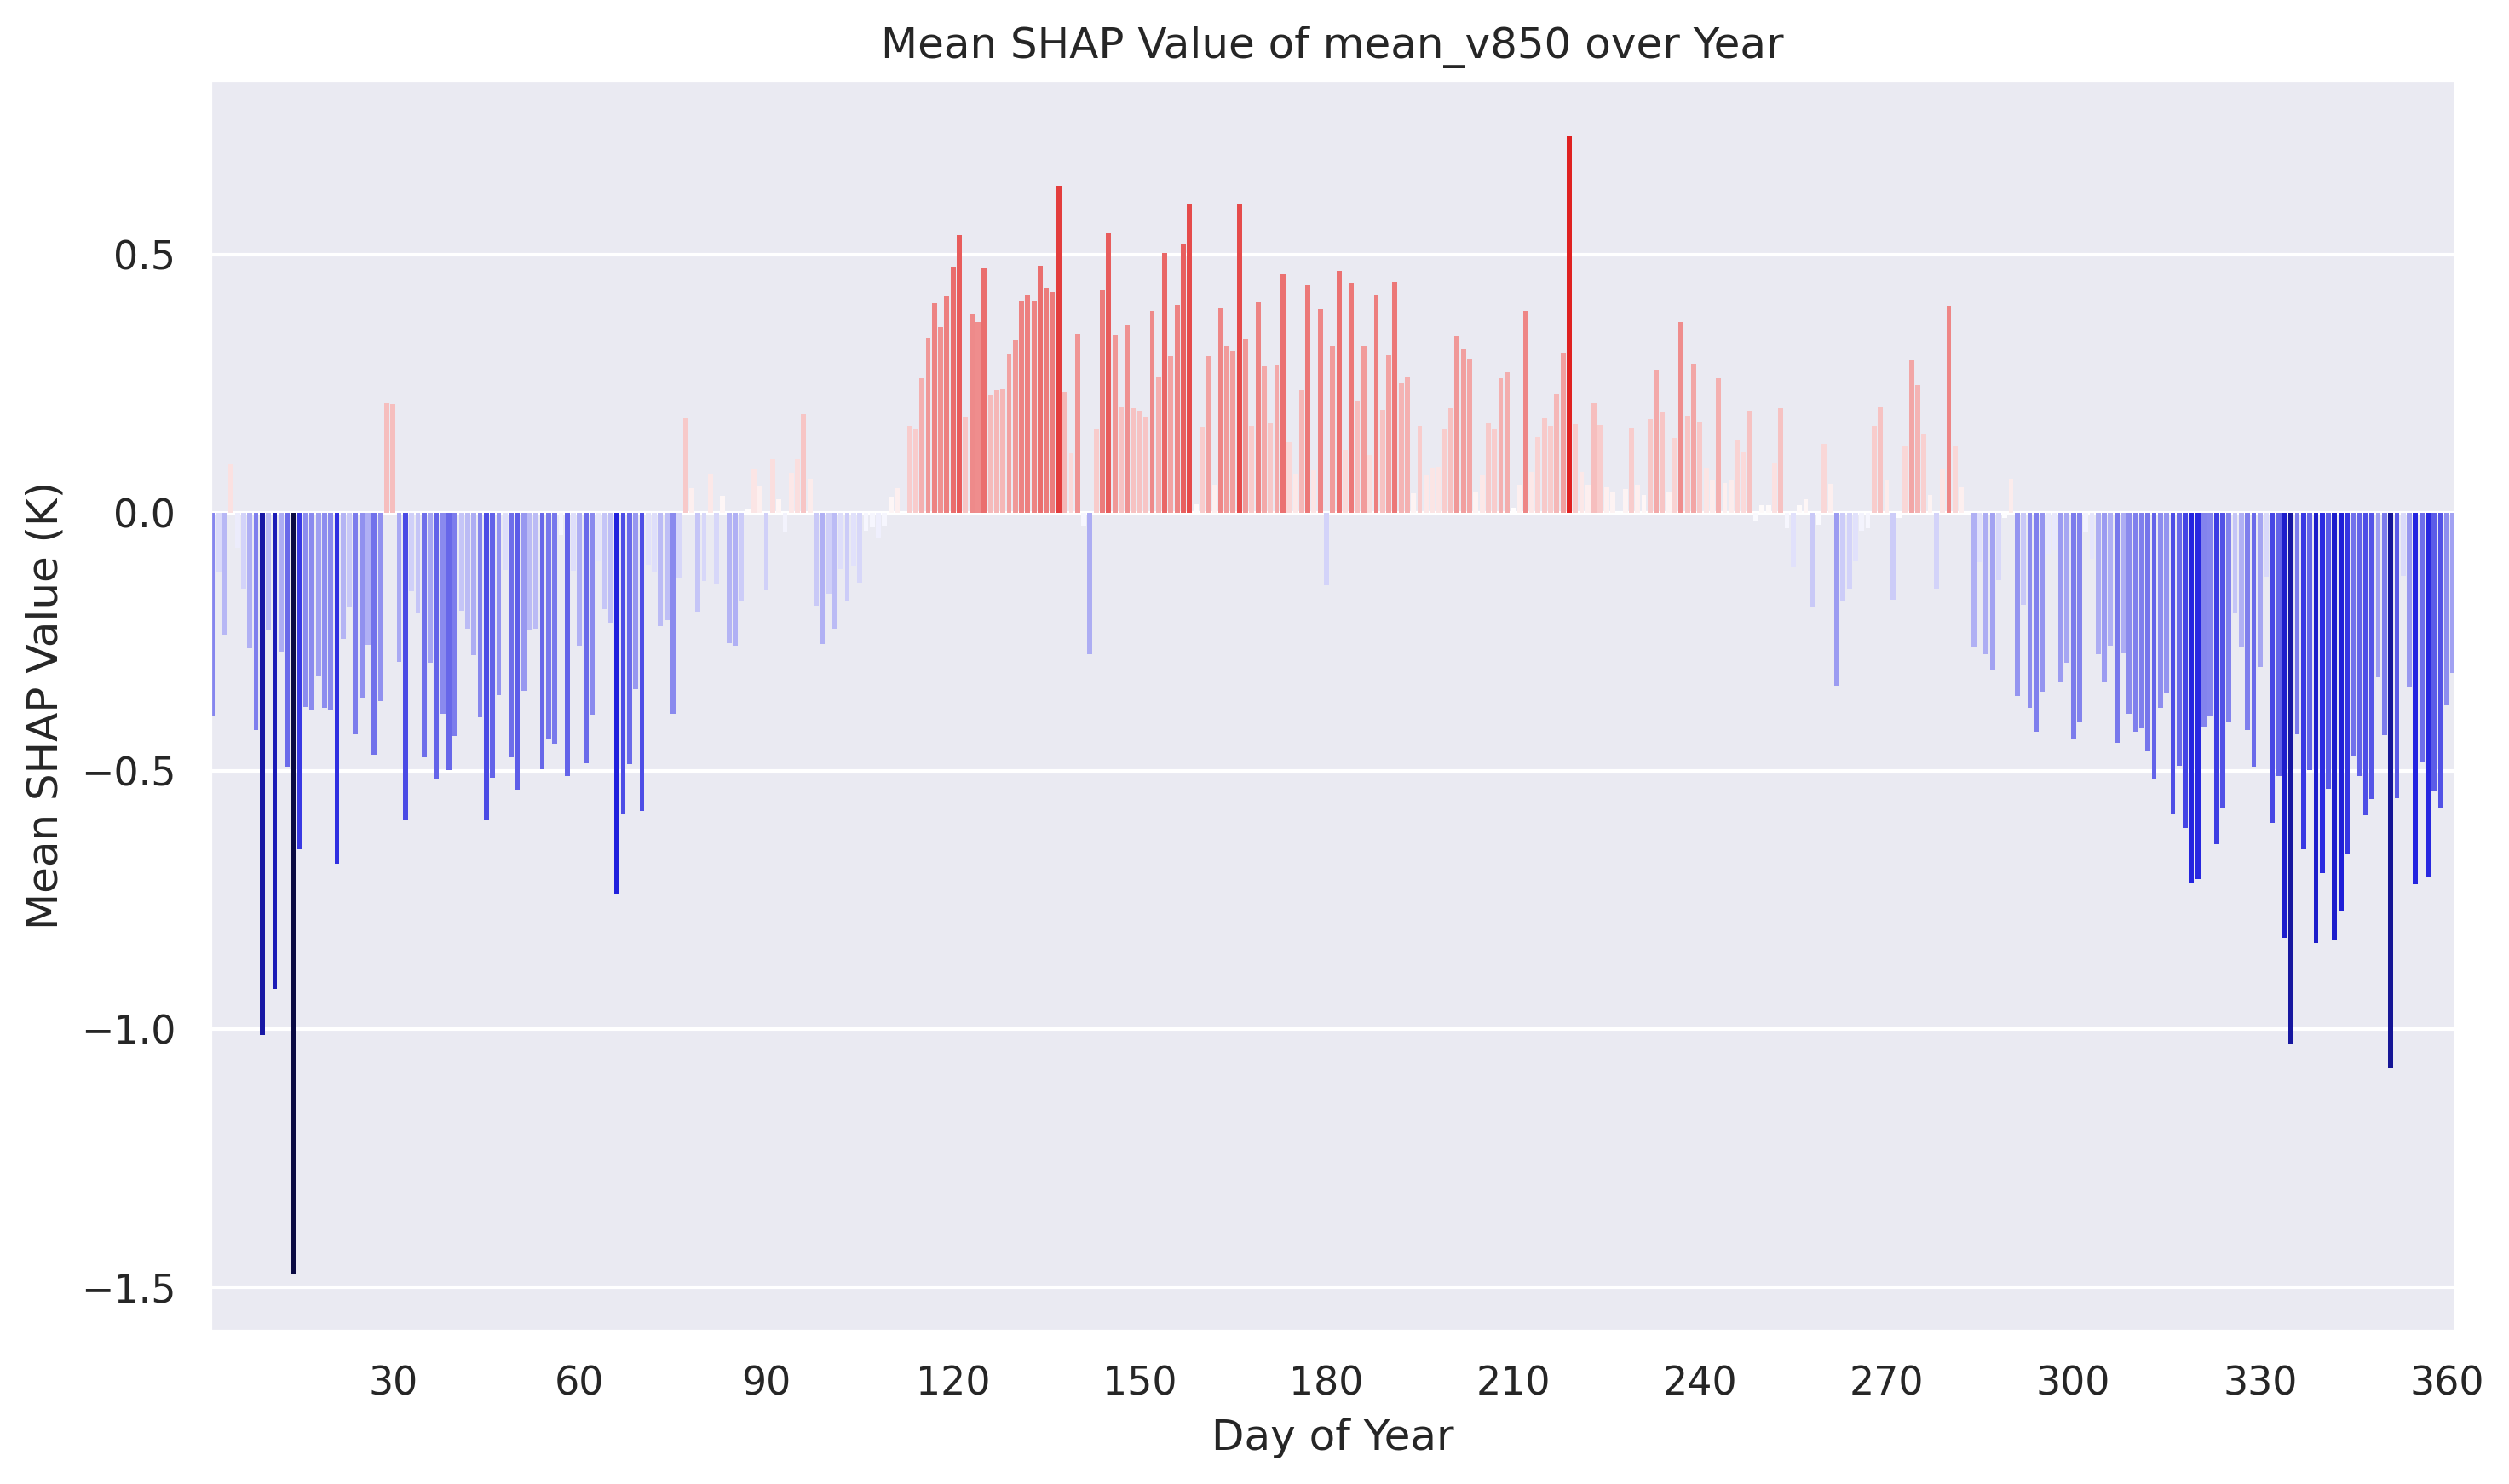 Mean SHAP Value of mean_v850 over Year
Mean SHAP Value (K)
0.5
0.0
−0.5
−1.0
−1.5
30 60 90 120 150 180 210 240 270 300 330 360
Day of Year